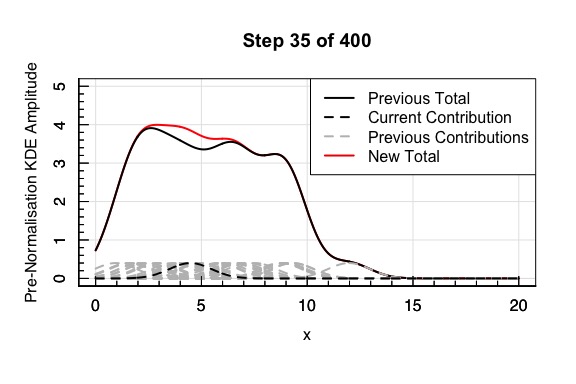 Step 35 of 400
Pre-Normalisation KDE Amplitude
5
4
3
2
1
0
Previous Total
Current Contribution
Previous Contributions
New Total
0 5 10 15 20
x